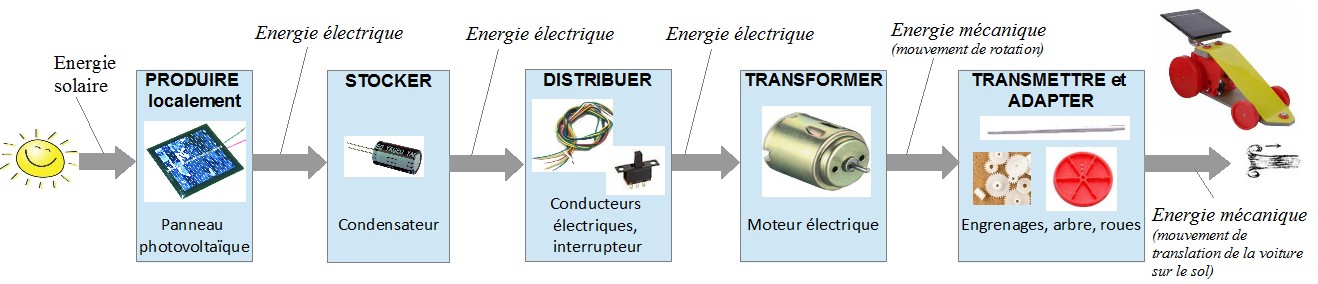 Energie
solaire
PRODUIRE
localement
Panneau
photovoltaïque
Energie électrique
STOCKER
Condensateur
Energie électrique
DISTRIBUER
Conducteurs
électriques,
interrupteur
Energie électrique
TRANSFORMER
Moteur électrique
Energie mécanique
(mouvement de rotation)
TRANSMETTRE et
ADAPTER
Engrenages, arbre, roues
Energie mécanique
(mouvement de
translation de la voiture
sur le sol)